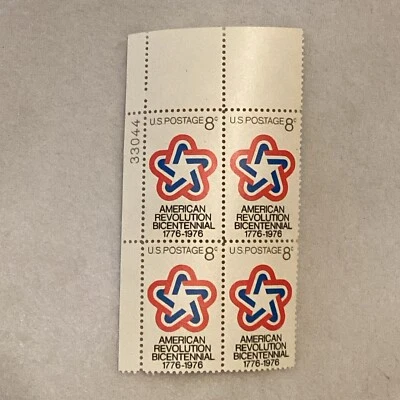 33044
U.S. POSTAGE 8c
AMERICAN
REVOLUTION
BICENTENNIAL
1776-1976
U.S. POSTAGE 8c
AMERICAN
REVOLUTION
BICENTENNIAL
1776-1976
U.S. POSTAGE 8c
AMERICAN
REVOLUTION
BICENTENNIAL
1776-1976
U.S. POSTAGE 8c
AMERICAN
REVOLUTION
BICENTENNIAL
1776-1976